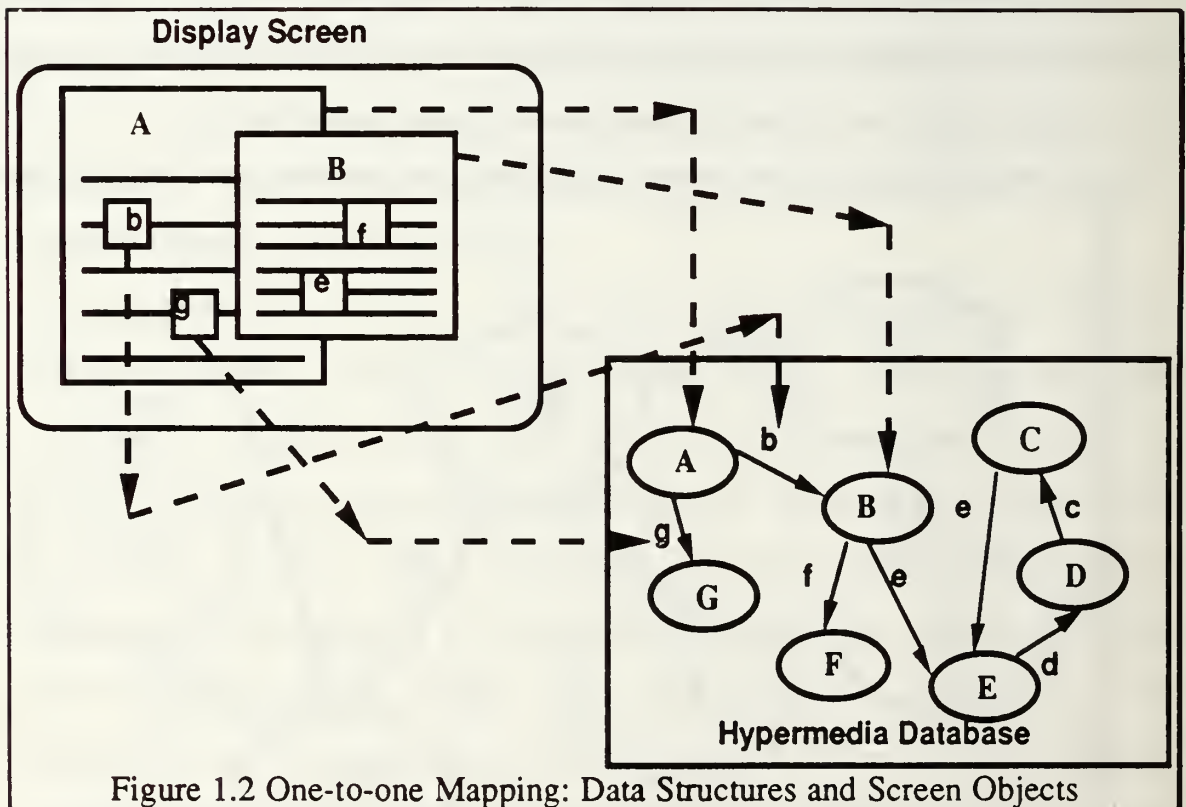 Display Screen
A
B
b
f
e
g
b
A
C
B
e
c
g
D
G
f
e
F
E
d
Hypermedia Database
Figure 1.2 One-to-one Mapping: Data Structures and Screen Objects